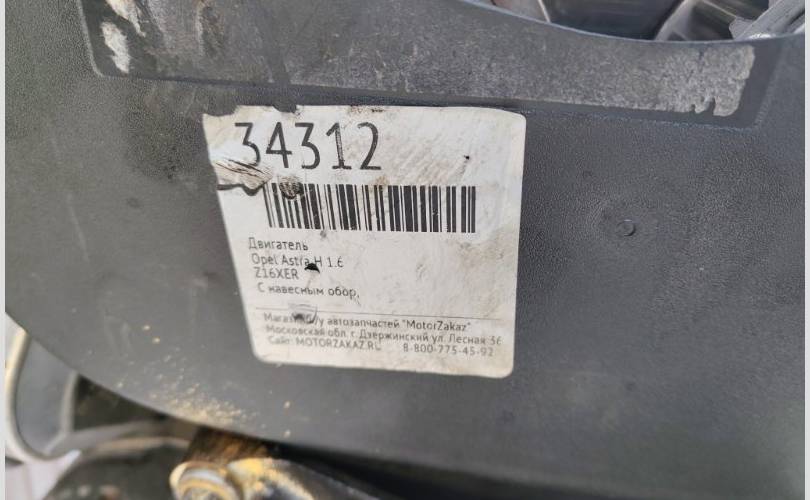 34312
Двигатель
Opel Astra H 1.6
Z16XER
С навесным обор.
Магазин б/у автозапчастей "MotorZakaz"
Московская обл. г. Дзержинский ул. Лесная 36
Сайт: MOTORZAKAZ.RU 8-800-775-45-92